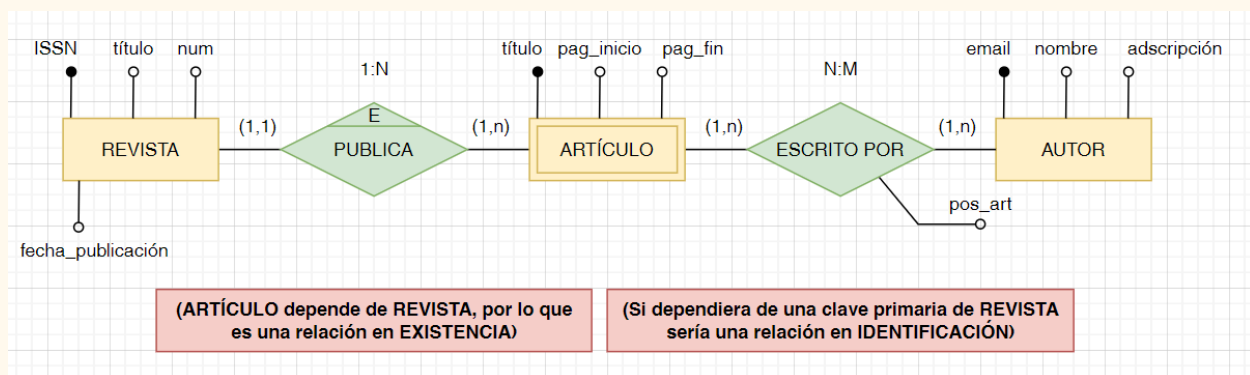 ISSN título num
título pag_inicio pag_fin
email nombre adscripción
1:N
N:M
E
(1,1)
(1,n)
(1,n)
(1,n)
REVISTA
PUBLICA
ARTÍCULO
ESCRITO POR
AUTOR
pos_art
fecha_publicación
(ARTÍCULO depende de REVISTA, por lo que
es una relación en EXISTENCIA)
(Si dependiera de una clave primaria de REVISTA
sería una relación en IDENTIFICACIÓN)